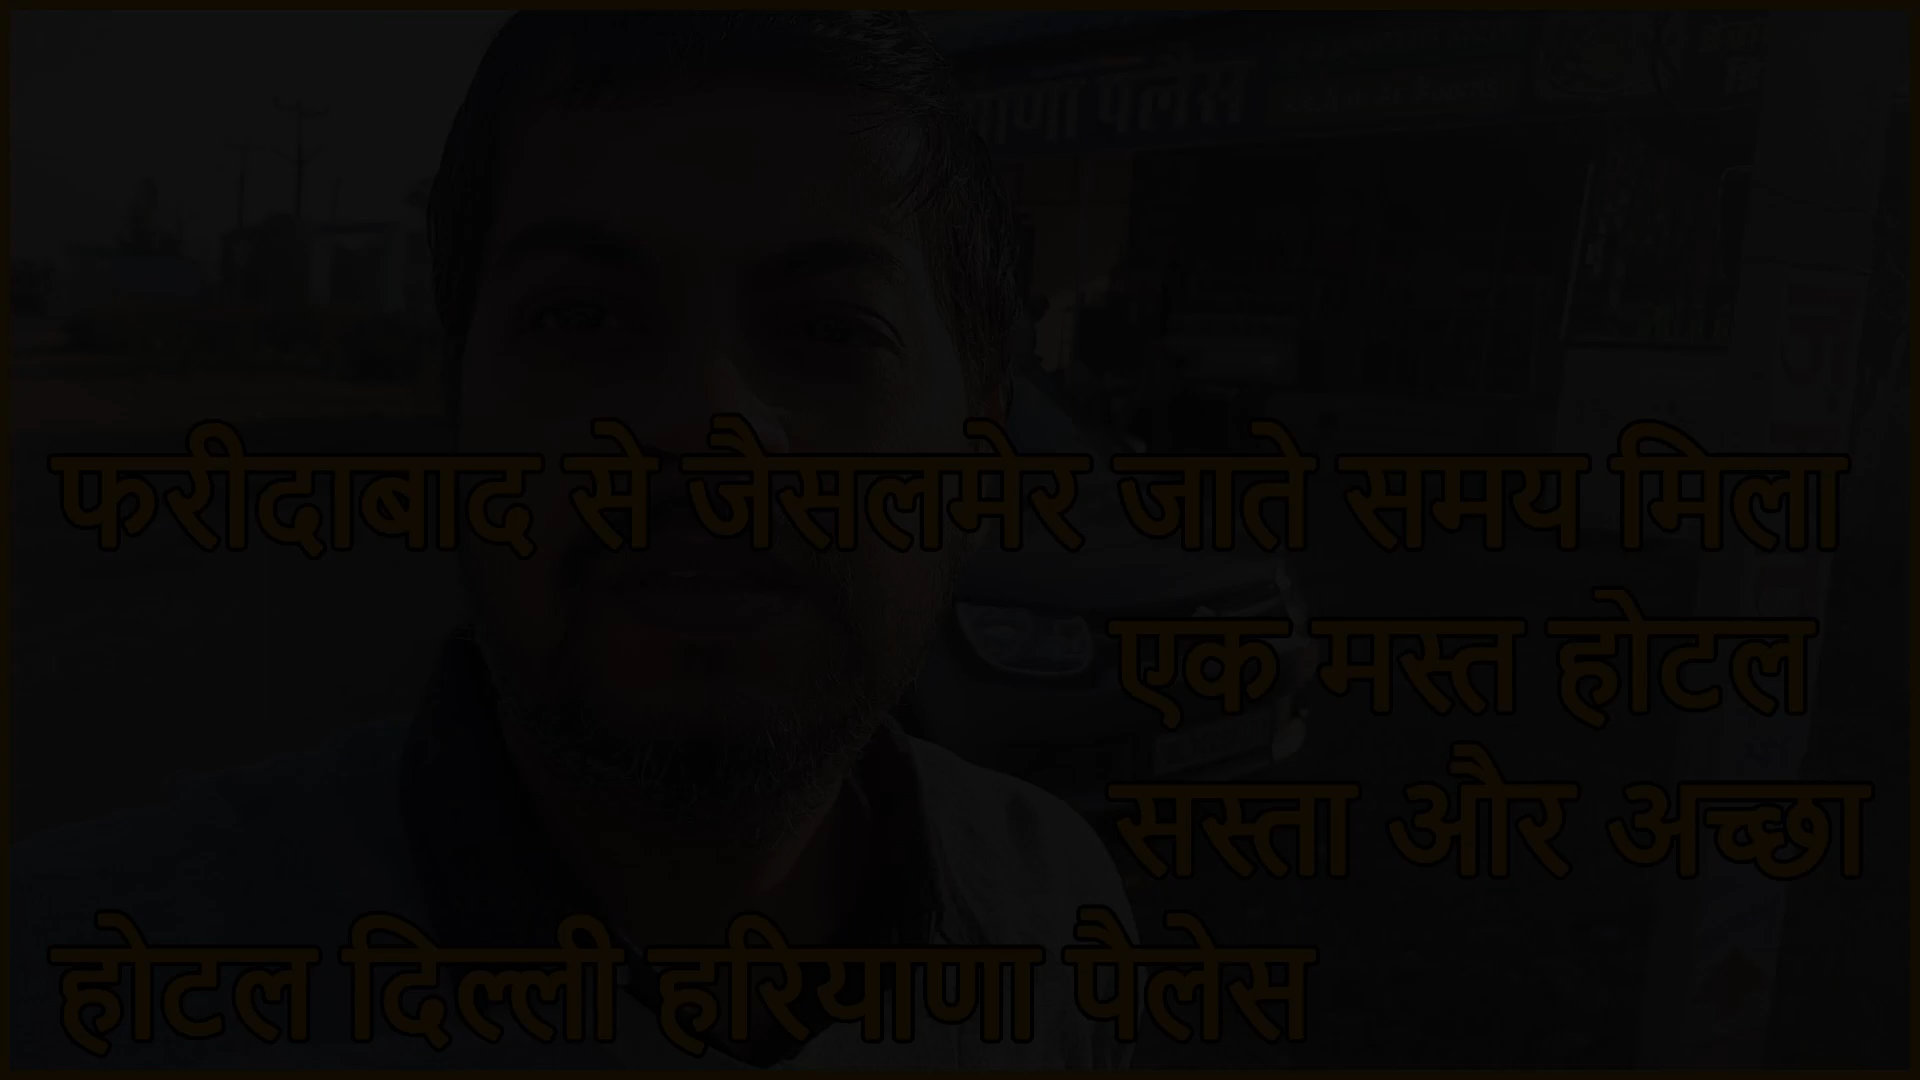 फरीदाबाद से जैसलमेर जाते समय मिला
एक मस्त होटल
सस्ता और अच्छा
होटल दिल्ली हरियाणा पैलेस